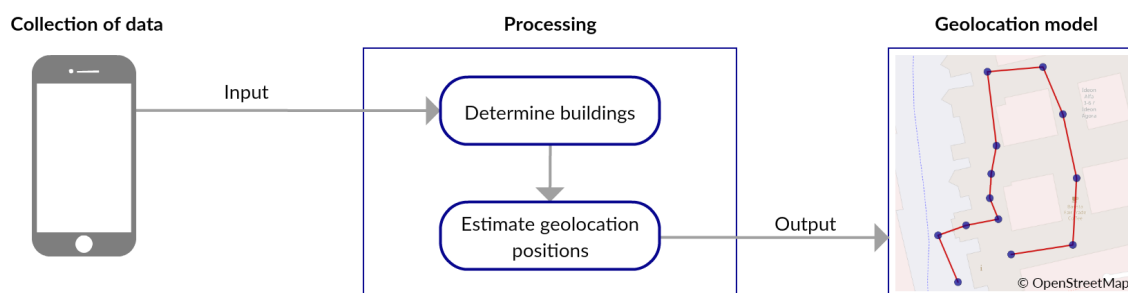 Collection of data
Processing
Geolocation model
Input
Determine buildings
Estimate geolocation
positions
Output
© OpenStreetMap